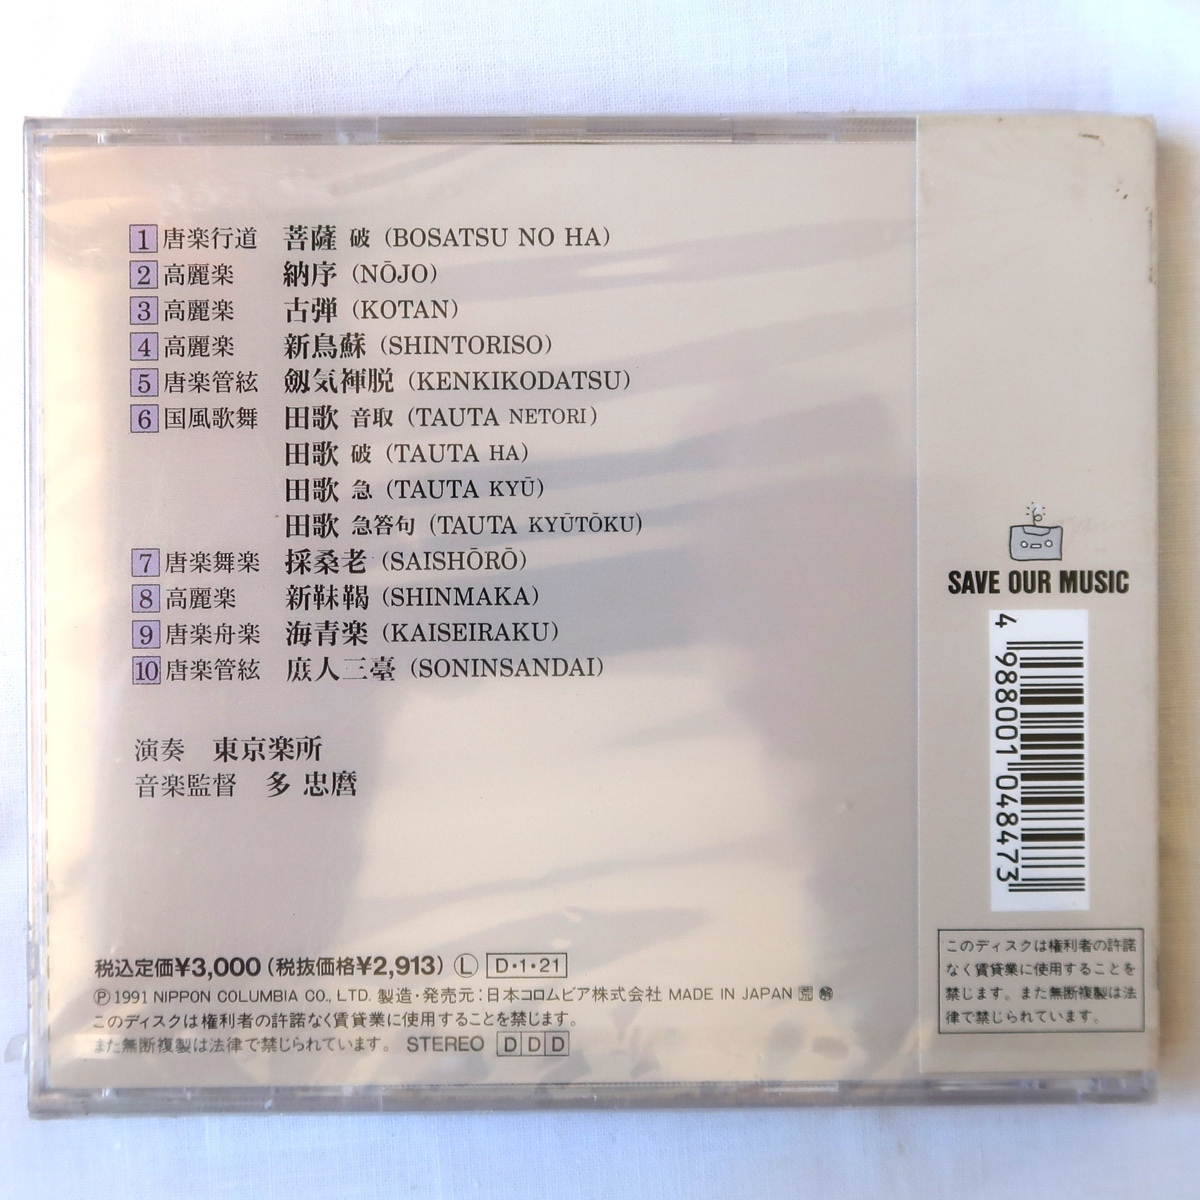 1 唐楽行道 菩薩 破 (BOSATSU NO HA)
2 高麗楽 納序 (NŌJO)
3 高麗楽 古弾 (KOTAN)
4 高麗楽 新鳥蘇 (SHINTORISO)
5 唐楽管絃 劔気褌脱 (KENKIKODATSU)
6 国風歌舞 田歌 音取 (TAUTA NETORI)
田歌 破 (TAUTA HA)
田歌 急 (TAUTA KYŪ)
田歌 急答句 (TAUTA KYŪTŌKU)
7 唐楽舞楽 採桑老 (SAISHŌRŌ)
8 高麗楽 新靺鞨 (SHINMAKA)
9 唐楽舟楽 海青楽 (KAISEIRAKU)
10 唐楽管絃 庶人三臺 (SONINSANDAI)
演奏 東京楽所
音楽監督 多 忠麿
税込定価¥3,000(税抜価格¥2,913) Ⓛ D・1・21
Ⓟ 1991 NIPPON COLUMBIA CO., LTD. 製造・発売元:日本コロムビア株式会社 MADE IN JAPAN
このディスクは権利者の許諾なく賃貸業に使用することを禁じます。
また無断複製は法律で禁じられています。 STEREO D D D
SAVE OUR MUSIC
4 988001 048473
このディスクは権利者の許諾
なく賃貸業に使用することを
禁じます。また無断複製は法
律で禁じられています。